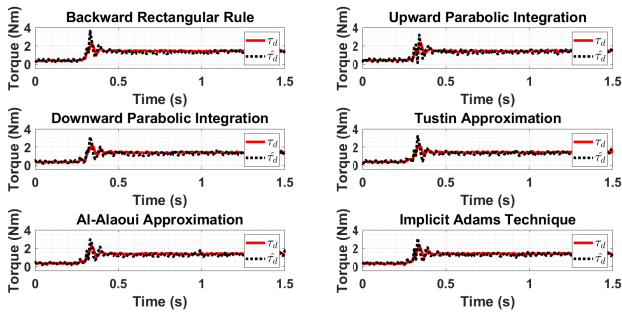 Backward Rectangular Rule
Torque (Nm)
4
2
0
τd
τ̂d
0 0.5 1 1.5
Time (s)
Upward Parabolic Integration
Torque (Nm)
4
2
0
τd
τ̂d
0 0.5 1 1.5
Time (s)
Downward Parabolic Integration
Torque (Nm)
4
2
0
τd
τ̂d
0 0.5 1 1.5
Time (s)
Tustin Approximation
Torque (Nm)
4
2
0
τd
τ̂d
0 0.5 1 1.5
Time (s)
Al-Alaoui Approximation
Torque (Nm)
4
2
0
τd
τ̂d
0 0.5 1 1.5
Time (s)
Implicit Adams Technique
Torque (Nm)
4
2
0
τd
τ̂d
0 0.5 1 1.5
Time (s)